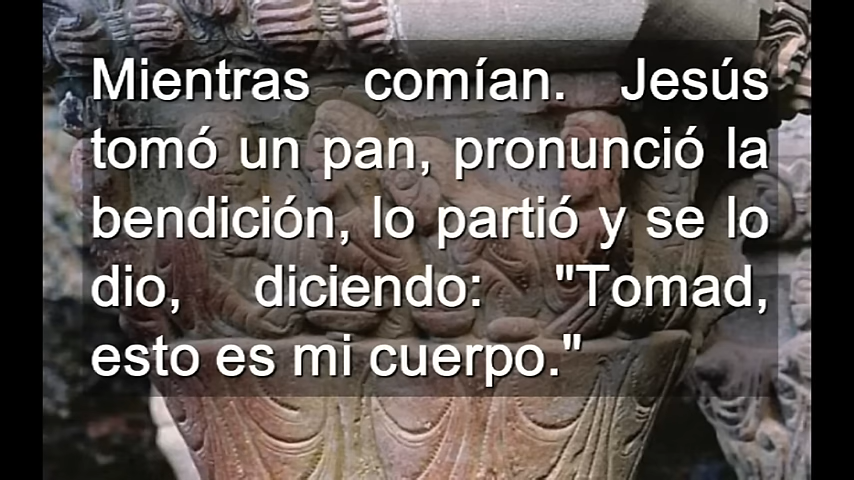 Mientras comían. Jesús
tomó un pan, pronunció la
bendición, lo partió y se lo
dio, diciendo: "Tomad,
esto es mi cuerpo."